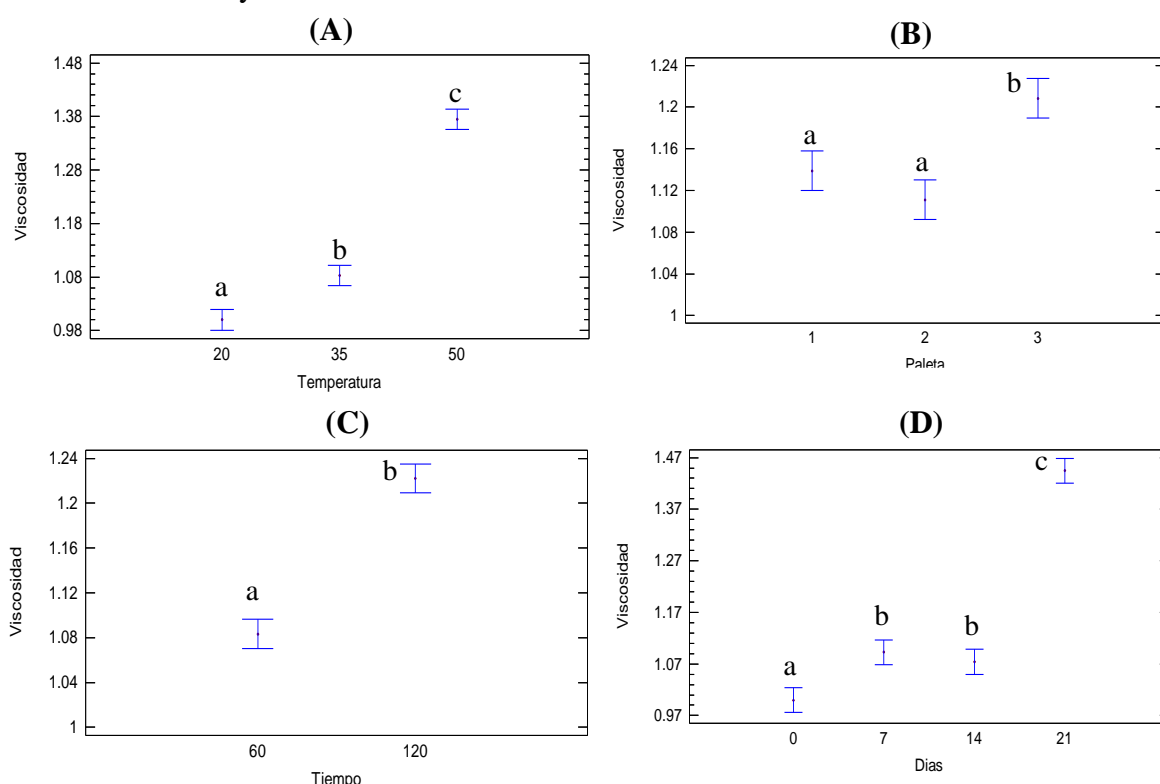 (A)
1.48
1.38
1.28
1.18
1.08
0.98
Viscosidad
a
b
c
20 35 50
Temperatura
(B)
1.24
1.2
1.16
1.12
1.08
1.04
1
Viscosidad
a
a
b
1 2 3
Paleta
(C)
1.24
1.2
1.16
1.12
1.08
1.04
1
Viscosidad
a
b
60 120
Tiempo
(D)
1.47
1.37
1.27
1.17
1.07
0.97
Viscosidad
a
b
b
c
0 7 14 21
Dias